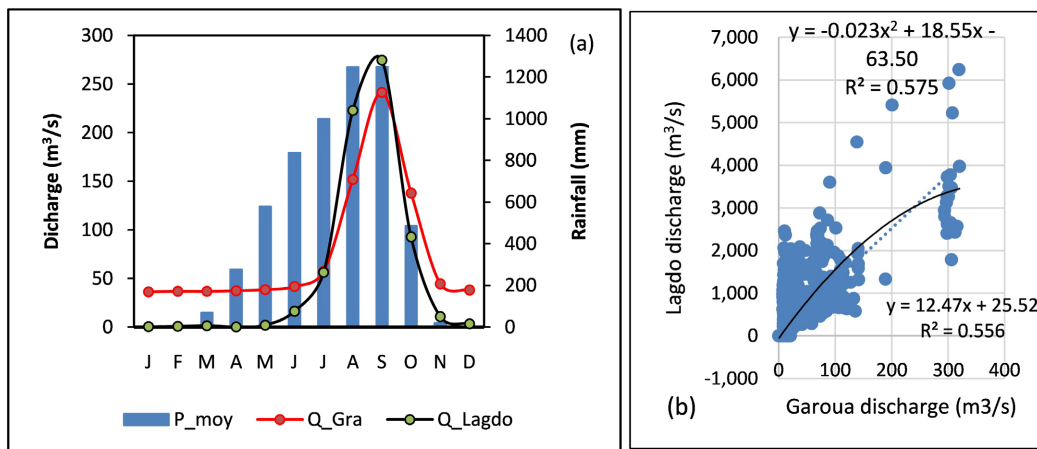 (a)
Dicharge (m³/s)
300
250
200
150
100
50
0
1400
1200
1000
800
600
400
200
0
Rainfall (mm)
J F M A M J J A S O N D
P_moy Q_Gra Q_Lagdo
y = -0.023x² + 18.55x -
63.50
R² = 0.575
Lagdo discharge (m³/s)
7,000
6,000
5,000
4,000
3,000
2,000
1,000
0
-1,000
y = 12.47x + 25.52
R² = 0.556
0 100 200 300 400
(b)
Garoua discharge (m3/s)